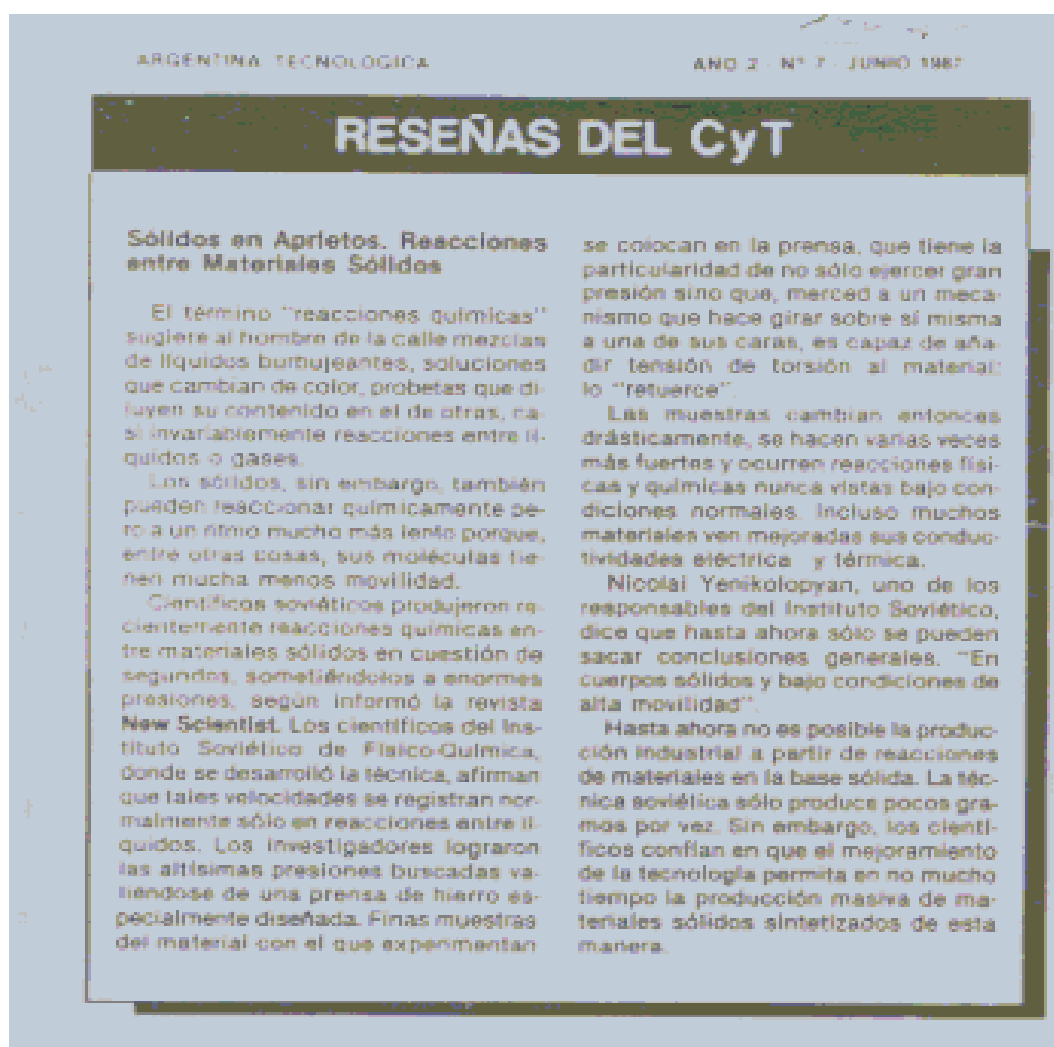 ARGENTINA TECNOLOGICA
AÑO 2 - Nº 7 - JUNIO 1987
RESEÑAS DEL CyT
Sólidos en Aprietos. Reacciones
entre Materiales Sólidos
El término "reacciones químicas"
sugiere al hombre de la calle mezclas
de líquidos burbujeantes, soluciones
que cambian de color, probetas que di-
luyen su contenido en el de otras, ca-
si invariablemente reacciones entre lí-
quidos o gases.
Los sólidos, sin embargo, también
pueden reaccionar químicamente pe-
ro a un ritmo mucho más lento porque,
entre otras cosas, sus moléculas tie-
nen mucha menos movilidad.
Científicos soviéticos produjeron re-
cientemente reacciones químicas en-
tre materiales sólidos en cuestión de
segundos, sometiéndolos a enormes
presiones, según informó la revista
New Scientist. Los científicos del Ins-
tituto Soviético de Físico-Química,
donde se desarrolló la técnica, afirman
que tales velocidades se registran nor-
malmente sólo en reacciones entre lí-
quidos. Los investigadores lograron
las altísimas presiones buscadas va-
liéndose de una prensa de hierro es-
pecialmente diseñada. Finas muestras
del material con el que experimentan
se colocan en la prensa, que tiene la
particularidad de no sólo ejercer gran
presión sino que, merced a un meca-
nismo que hace girar sobre sí misma
a una de sus caras, es capaz de aña-
dir tensión de torsión al material;
lo "retuerce".
Las muestras cambian entonces
drásticamente, se hacen varias veces
más fuertes y ocurren reacciones físi-
cas y químicas nunca vistas bajo con-
diciones normales. Incluso muchos
materiales ven mejoradas sus conduc-
tividades eléctrica y térmica.
Nicolai Yenikolopyan, uno de los
responsables del Instituto Soviético,
dice que hasta ahora sólo se pueden
sacar conclusiones generales. "En
cuerpos sólidos y bajo condiciones de
alta movilidad".
Hasta ahora no es posible la produc-
ción industrial a partir de reacciones
de materiales en la base sólida. La téc-
nica soviética sólo produce pocos gra-
mos por vez. Sin embargo, los cientí-
ficos confían en que el mejoramiento
de la tecnología permita en no mucho
tiempo la producción masiva de ma-
teriales sólidos sintetizados de esta
manera.